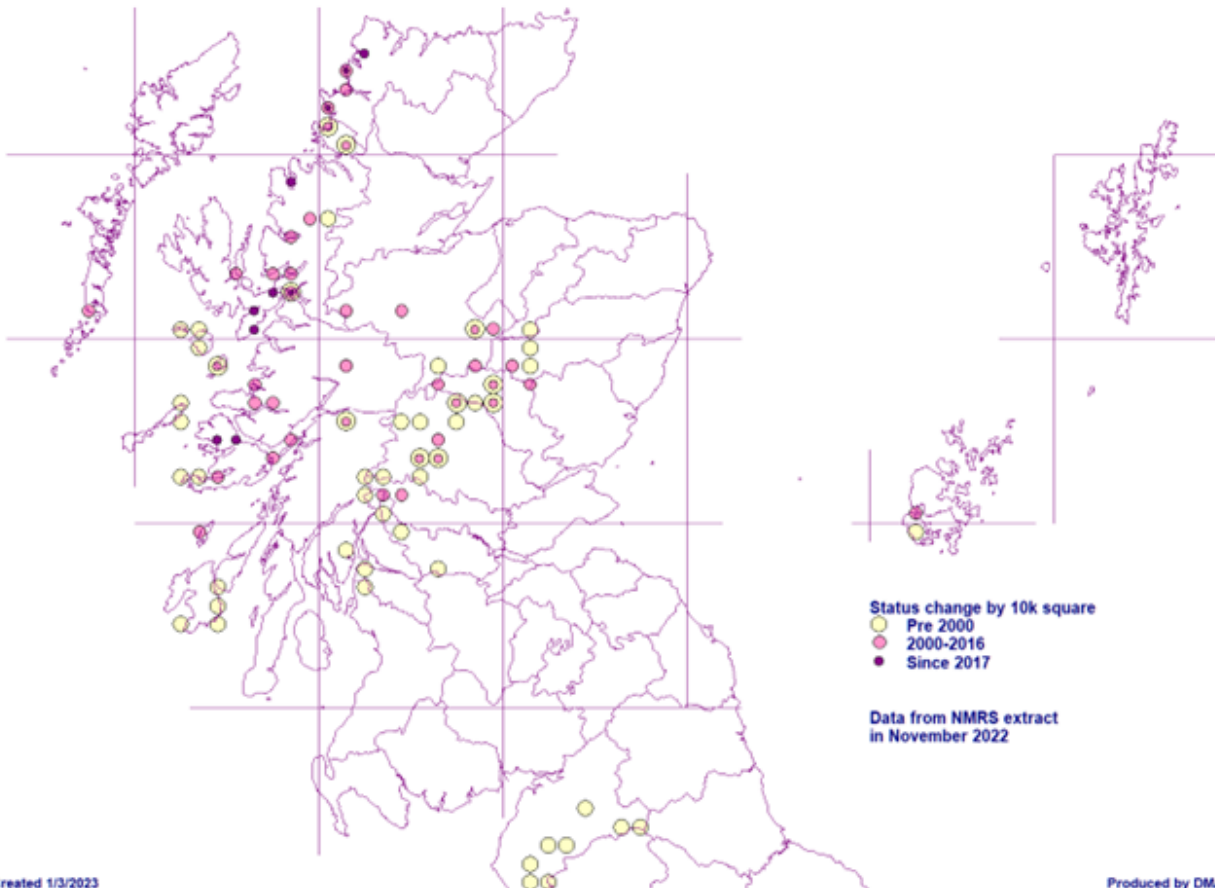 Status change by 10k square
Pre 2000
2000-2016
Since 2017
Data from NMRS extract
in November 2022
reated 1/3/2023
Produced by DM